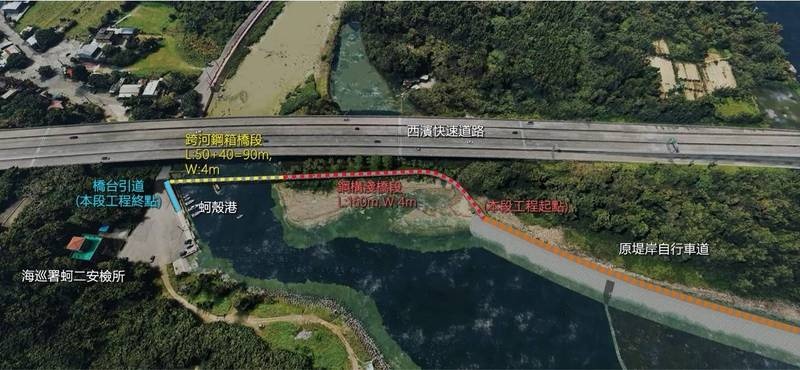 西濱快速道路
跨河鋼箱橋段
L:50+40=90m,
W:4m
橋台引道
(本段工程終點)
蚵殼港
鋼橫淺橋段
L:160m,W:4m
(本段工程起點)
原堤岸自行車道
海巡署蚵二安檢所